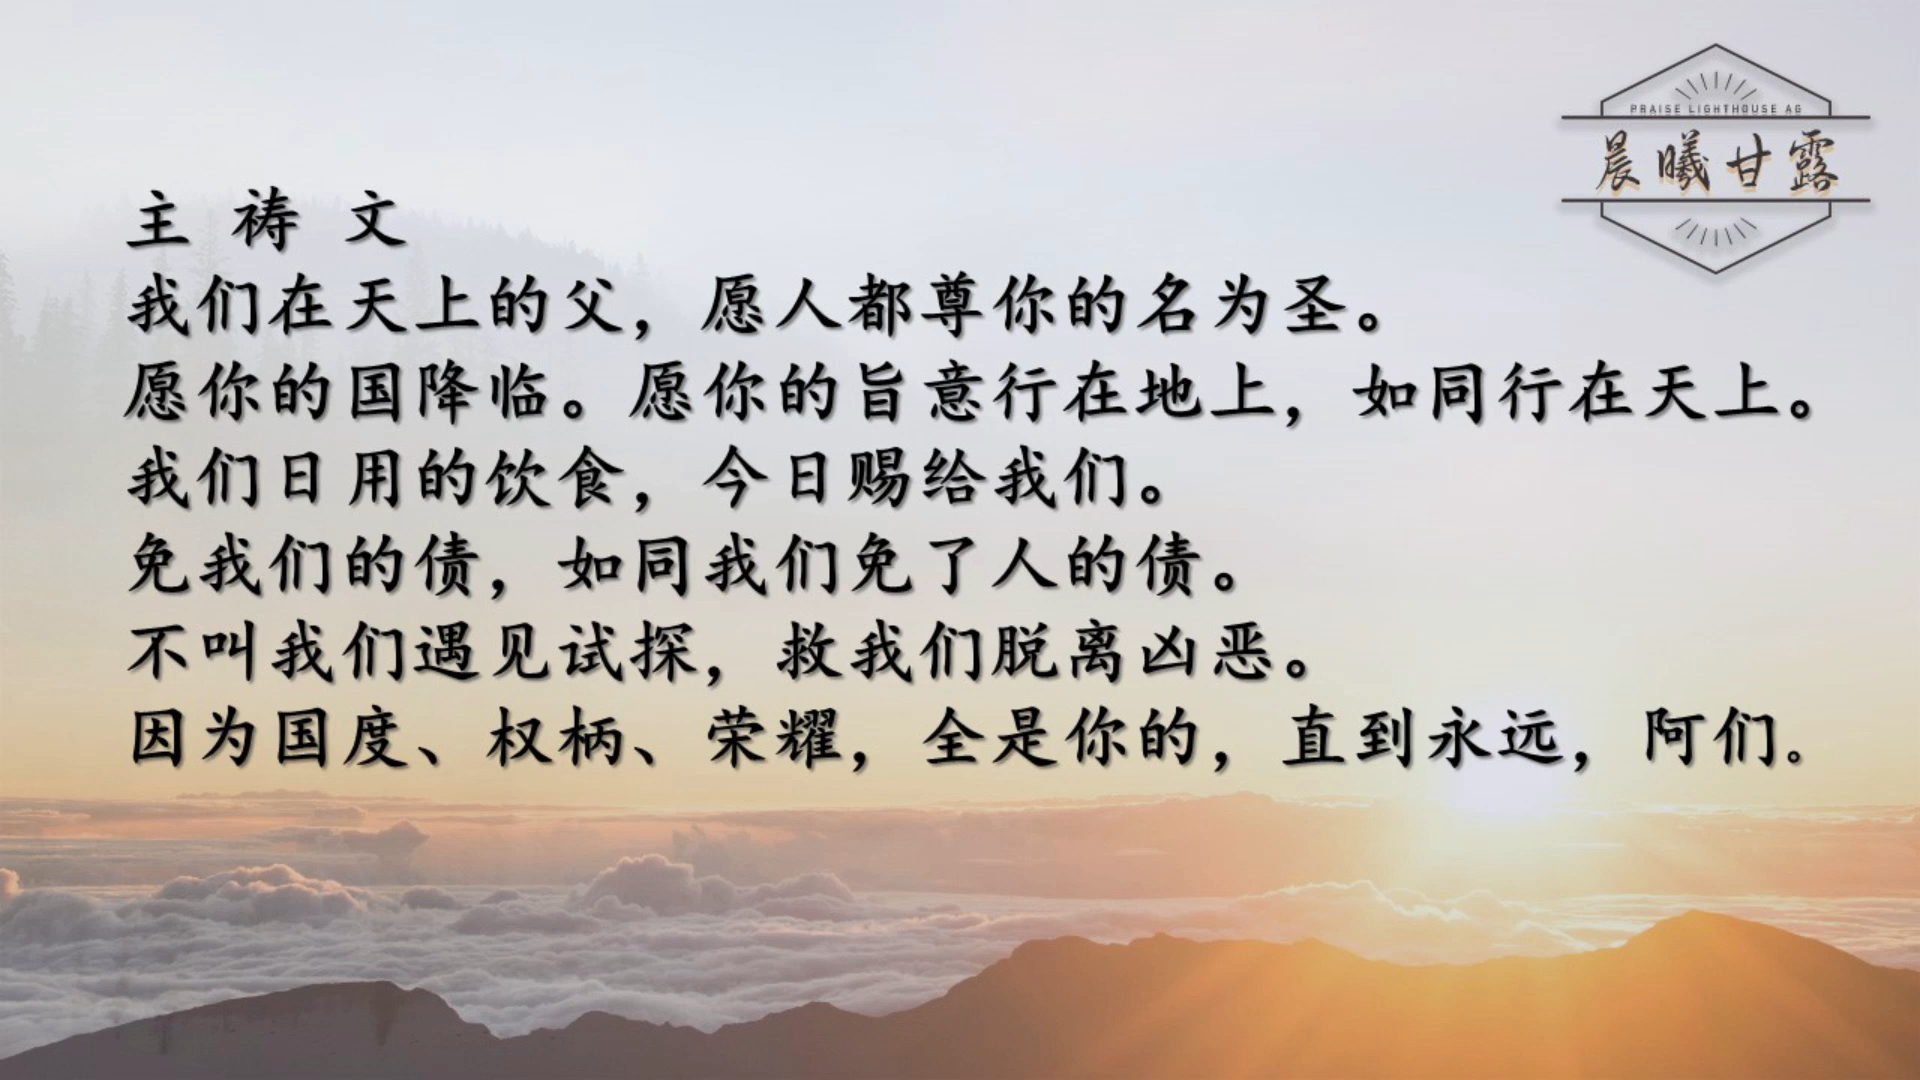 PRAISE LIGHTHOUSE AG
晨曦甘露
主 祷 文
我们在天上的父，愿人都尊你的名为圣。
愿你的国降临。愿你的旨意行在地上，如同行在天上。
我们日用的饮食，今日赐给我们。
免我们的债，如同我们免了人的债。
不叫我们遇见试探，救我们脱离凶恶。
因为国度、权柄、荣耀，全是你的，直到永远，阿们。